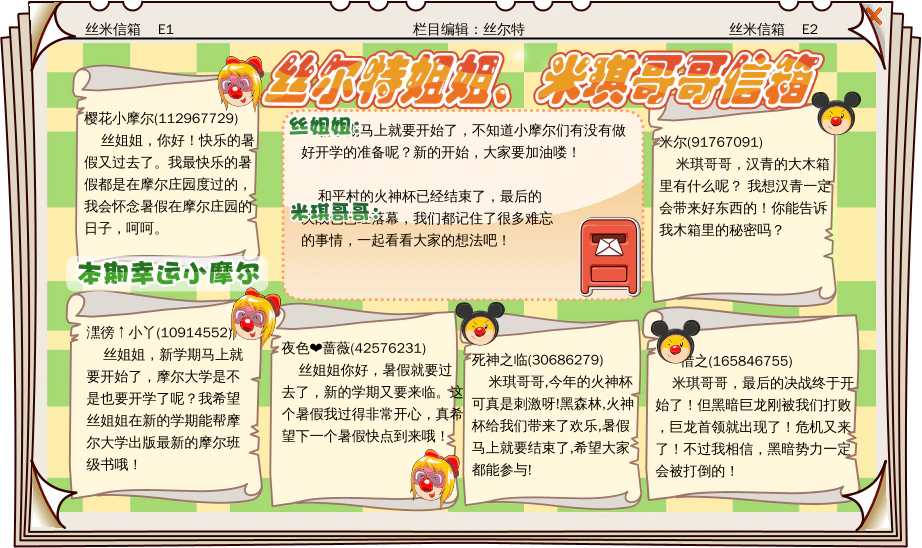 丝米信箱 E1
栏目编辑：丝尔特
丝米信箱 E2
丝尔特姐姐、米琪哥哥信箱
樱花小摩尔(112967729)
丝姐姐，你好！快乐的暑
假又过去了。我最快乐的暑
假都是在摩尔庄园度过的，
我会怀念暑假在摩尔庄园的
日子，呵呵。
丝姐姐：
马上就要开始了，不知道小摩尔们有没有做
好开学的准备呢？新的开始，大家要加油喽！
和平村的火神杯已经结束了，最后的
米琪哥哥：
落幕，我们都记住了很多难忘
的事情，一起看看大家的想法吧！
米尔(91767091)
米琪哥哥，汉青的大木箱
里有什么呢？ 我想汉青一定
会带来好东西的！你能告诉
我木箱里的秘密吗？
本期幸运小摩尔
潶徬↑小丫(10914552)
丝姐姐，新学期马上就
要开始了，摩尔大学是不
是也要开学了呢？我希望
丝姐姐在新的学期能帮摩
尔大学出版最新的摩尔班
级书哦！
夜色❤蔷薇(42576231)
丝姐姐你好，暑假就要过
去了，新的学期又要来临。这
个暑假我过得非常开心，真希
望下一个暑假快点到来哦！
死神之临(30686279)
米琪哥哥,今年的火神杯
可真是刺激呀!黑森林,火神
杯给我们带来了欢乐,暑假
马上就要结束了,希望大家
都能参与!
惜之(165846755)
米琪哥哥，最后的决战终于开
始了！但黑暗巨龙刚被我们打败
，巨龙首领就出现了！危机又来
了！不过我相信，黑暗势力一定
会被打倒的！